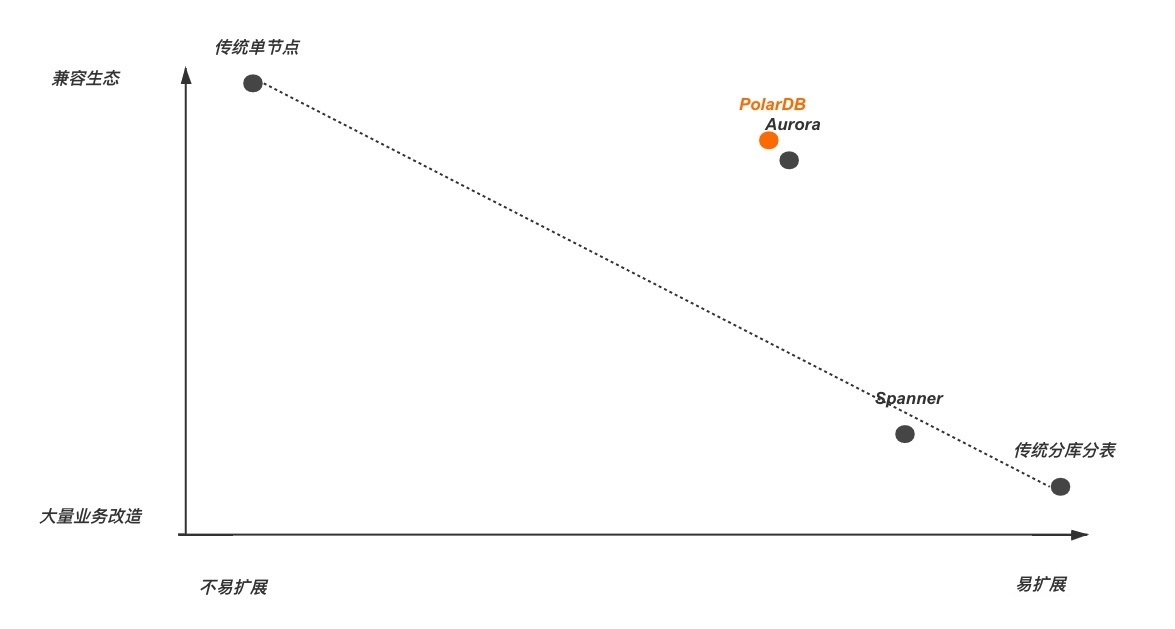 传统单节点
兼容生态
PolarDB
Aurora
Spanner
传统分库分表
大量业务改造
不易扩展
易扩展